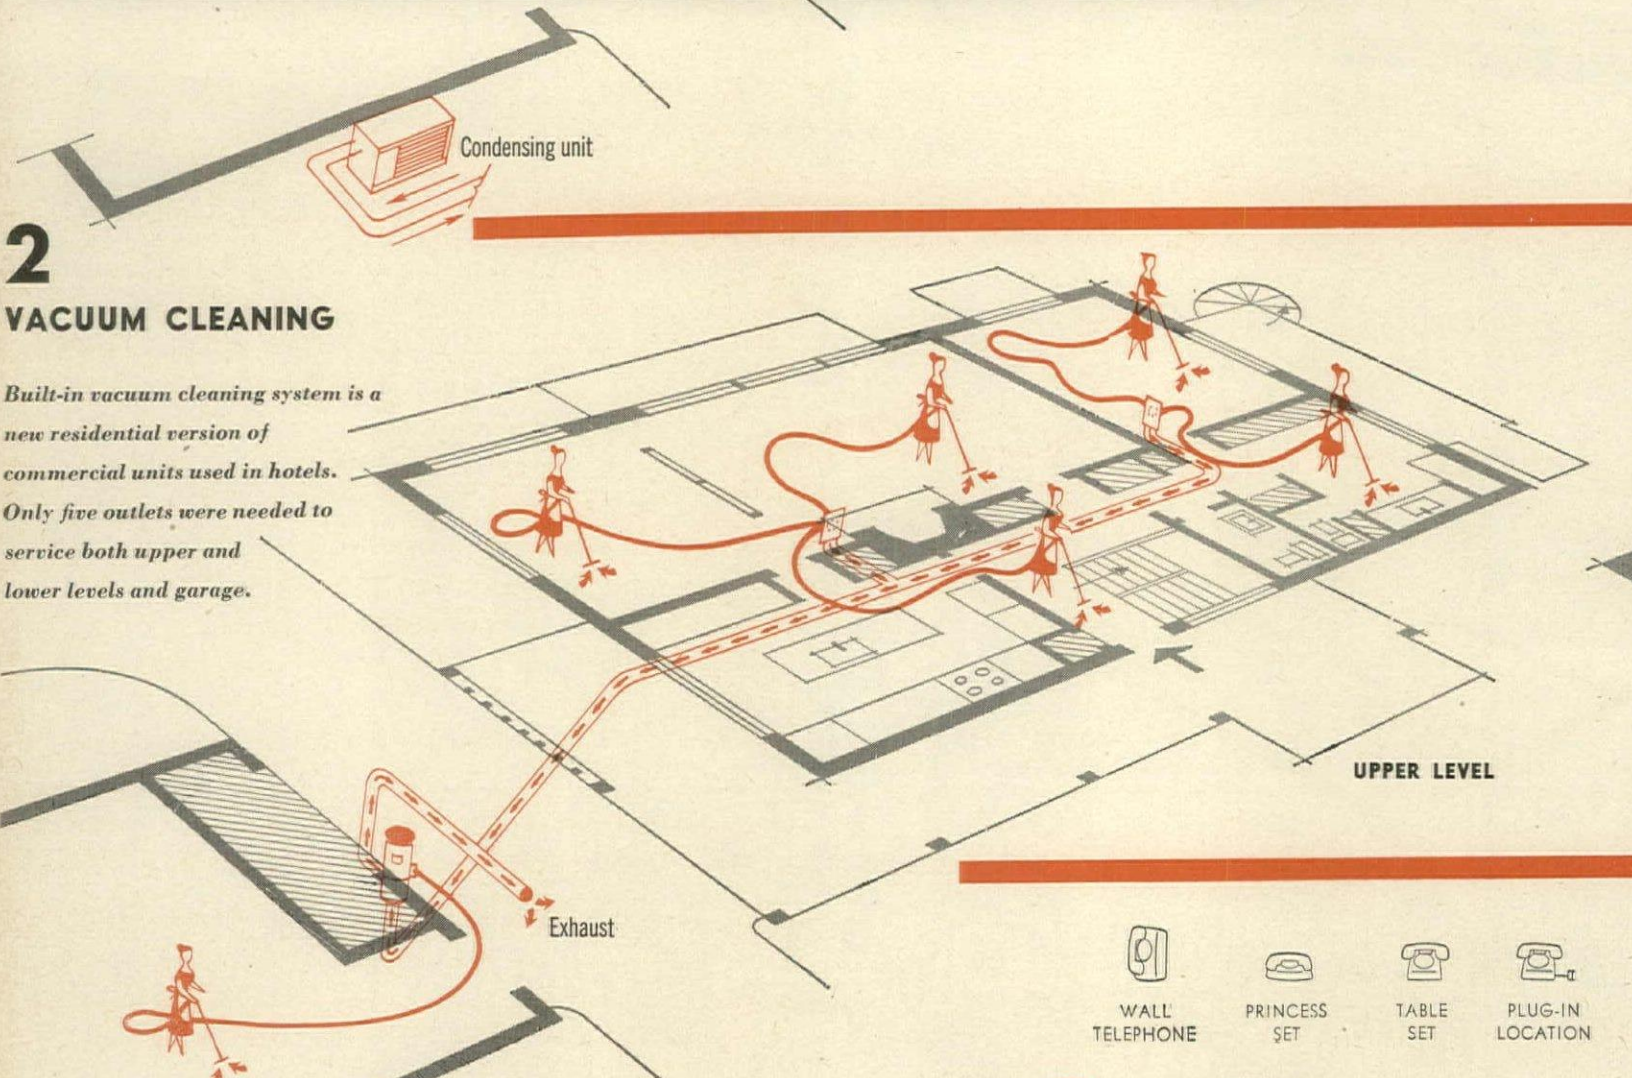 Condensing unit
2
VACUUM CLEANING
Built-in vacuum cleaning system is a
new residential version of
commercial units used in hotels.
Only five outlets were needed to
service both upper and
lower levels and garage.
UPPER LEVEL
Exhaust
WALL
TELEPHONE
PRINCESS
SET
TABLE
SET
PLUG-IN
LOCATION